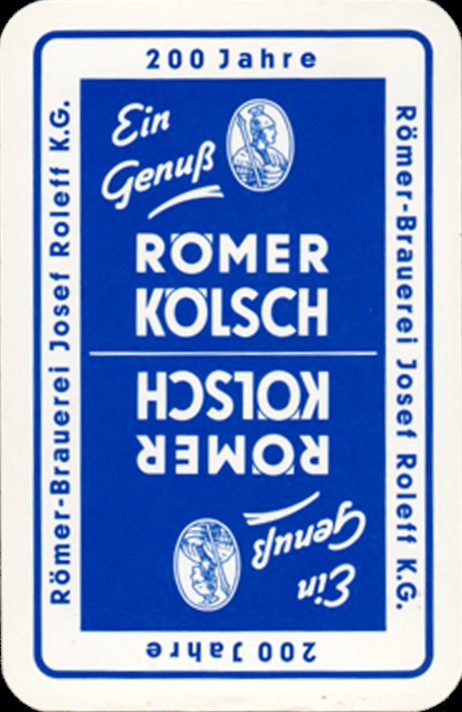 200 Jahre
Ein
Genuß
RÖMER
KÖLSCH
Römer-Brauerei Josef Roleff K.G.
Römer-Brauerei Josef Roleff K.G.
200 Jahre
Ein
Genuß
RÖMER
KÖLSCH